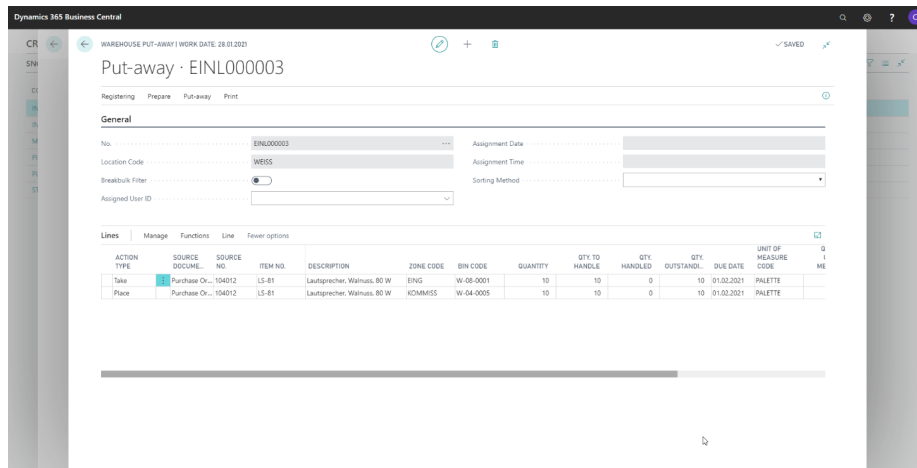 Dynamics 365 Business Central
?
CR
SN
WAREHOUSE PUT-AWAY | WORK DATE: 28.01.2021
✓ SAVED
Put-away · EINL000003
Registering Prepare Put-away Print
General
No. EINL000003 ... Assignment Date
Location Code WEISS Assignment Time
Breakbulk Filter Sorting Method
Assigned User ID
Lines Manage Functions Line Fewer options
ACTION TYPE SOURCE DOCUME... SOURCE NO. ITEM NO. DESCRIPTION ZONE CODE BIN CODE QUANTITY QTY. TO HANDLE QTY. HANDLED QTY. OUTSTANDI... DUE DATE UNIT OF MEASURE CODE
Take Purchase Or... 104012 LS-81 Lautsprecher, Walnuss, 80 W EING W-08-0001 10 10 0 10 01.02.2021 PALETTE
Place Purchase Or... 104012 LS-81 Lautsprecher, Walnuss, 80 W KOMMISS W-04-0005 10 10 0 10 01.02.2021 PALETTE